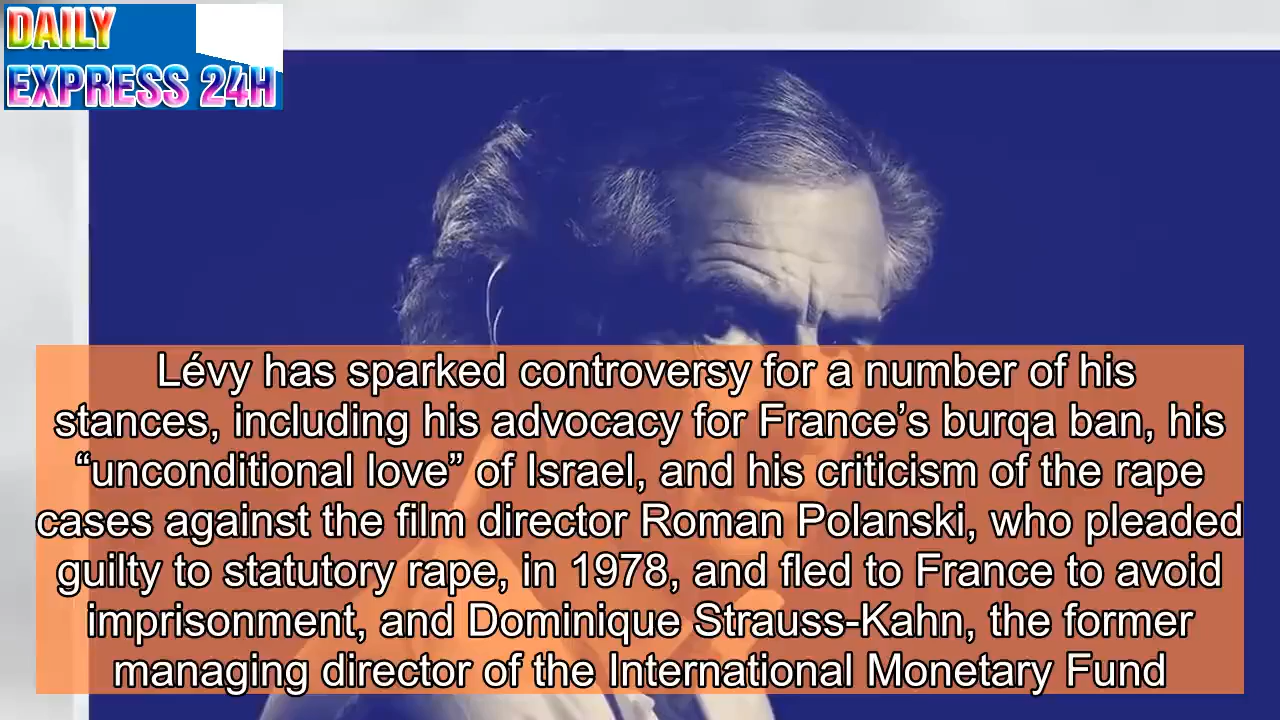 DAILY
EXPRESS 24H
Lévy has sparked controversy for a number of his
stances, including his advocacy for France’s burqa ban, his
“unconditional love” of Israel, and his criticism of the rape
cases against the film director Roman Polanski, who pleaded
guilty to statutory rape, in 1978, and fled to France to avoid
imprisonment, and Dominique Strauss-Kahn, the former
managing director of the International Monetary Fund